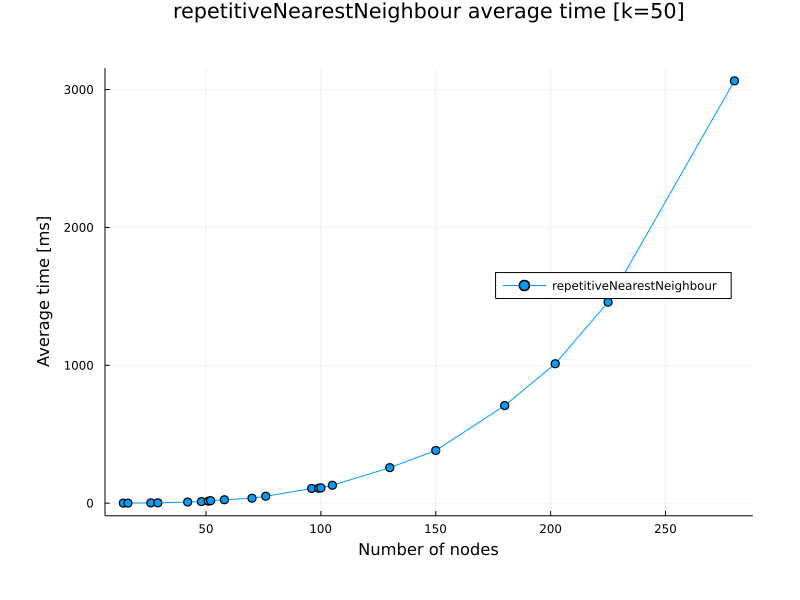 repetitiveNearestNeighbour average time [k=50]
3000
2000
1000
0
Average time [ms]
repetitiveNearestNeighbour
50 100 150 200 250
Number of nodes